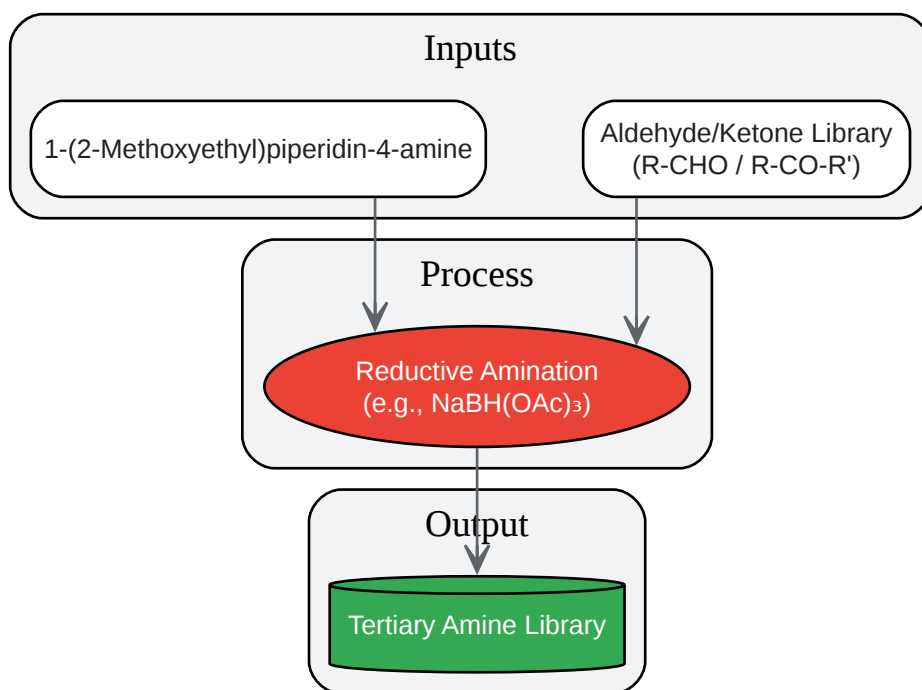 Inputs
1-(2-Methoxyethyl)piperidin-4-amine
Aldehyde/Ketone Library
(R-CHO / R-CO-R')
Process
Reductive Amination
(e.g., NaBH(OAc)₃)
Output
Tertiary Amine Library